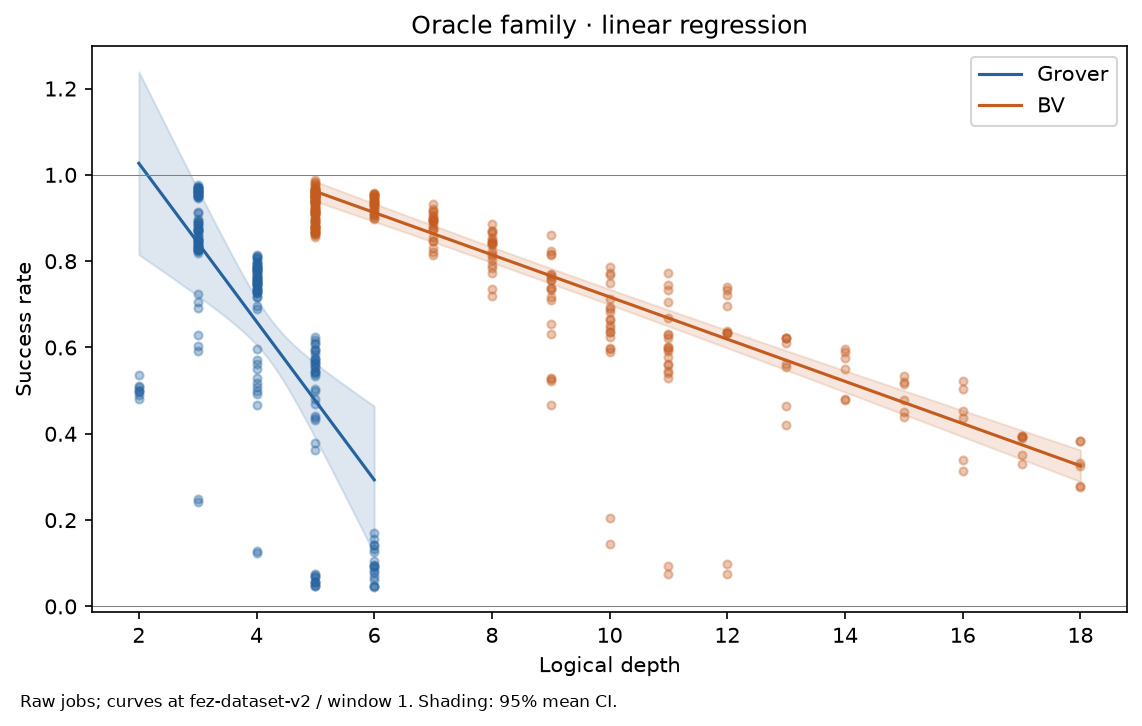 Oracle family · linear regression
Grover
BV
1.2
1.0
0.8
0.6
0.4
0.2
0.0
Success rate
2 4 6 8 10 12 14 16 18
Logical depth
Raw jobs; curves at fez-dataset-v2 / window 1. Shading: 95% mean CI.